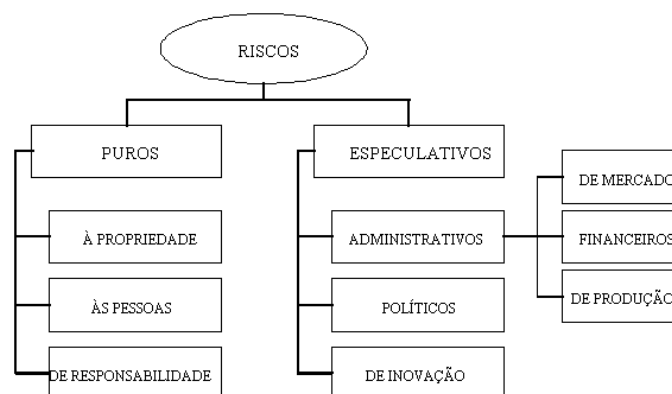 RISCOS
PUROS
ESPECULATIVOS
DE MERCADO
À PROPRIEDADE
ADMINISTRATIVOS
FINANCEIROS
ÀS PESSOAS
POLÍTICOS
DE PRODUÇÃO
DE RESPONSABILIDADE
DE INOVAÇÃO